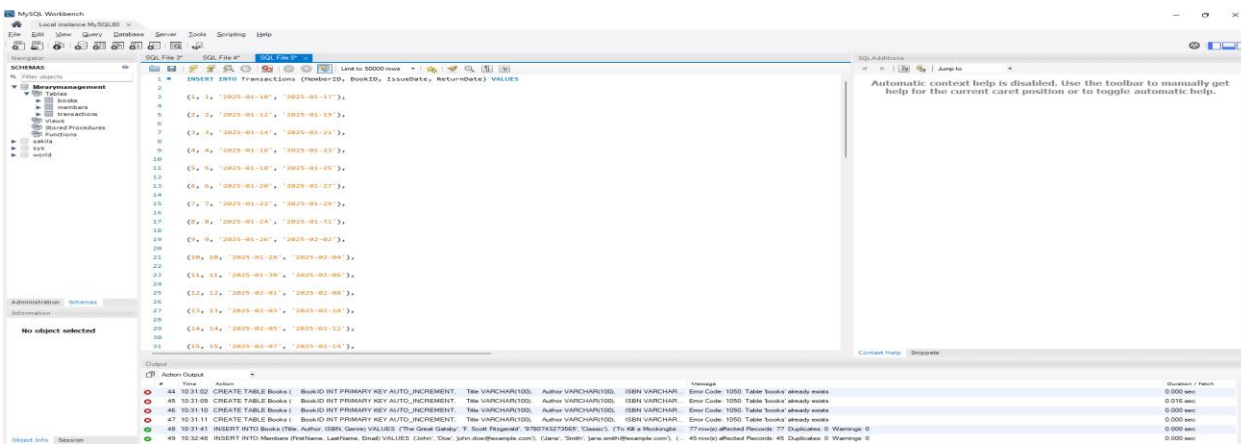 MySQL Workbench
Local instance MySQL80 ×
File Edit View Query Database Server Tools Scripting Help
Navigator
SCHEMAS
Filter objects
librarymanagement
Tables
books
members
transactions
Views
Stored Procedures
Functions
sakila
sys
world
Administration Schemas
Information
No object selected
Object Info Session
SQL File 3* SQL File 4* SQL File 5* ×
Limit to 50000 rows
1 INSERT INTO Transactions (MemberID, BookID, IssueDate, ReturnDate) VALUES
2
3 (1, 1, '2025-01-10', '2025-01-17'),
4
5 (2, 2, '2025-01-12', '2025-01-19'),
6
7 (3, 3, '2025-01-14', '2025-01-21'),
8
9 (4, 4, '2025-01-16', '2025-01-23'),
10
11 (5, 5, '2025-01-18', '2025-01-25'),
12
13 (6, 6, '2025-01-20', '2025-01-27'),
14
15 (7, 7, '2025-01-22', '2025-01-29'),
16
17 (8, 8, '2025-01-24', '2025-01-31'),
18
19 (9, 9, '2025-01-26', '2025-02-02'),
20
21 (10, 10, '2025-01-28', '2025-02-04'),
22
23 (11, 11, '2025-01-30', '2025-02-06'),
24
25 (12, 12, '2025-02-01', '2025-02-08'),
26
27 (13, 13, '2025-02-03', '2025-02-10'),
28
29 (14, 14, '2025-02-05', '2025-02-12'),
30
31 (15, 15, '2025-02-07', '2025-02-14'),
SQLAdditions
Jump to
Automatic context help is disabled. Use the toolbar to manually get
help for the current caret position or to toggle automatic help.
Context Help Snippets
Output
Action Output
# Time Action Message Duration / Fetch
44 10:31:02 CREATE TABLE Books ( BookID INT PRIMARY KEY AUTO_INCREMENT, Title VARCHAR(100), Author VARCHAR(100), ISBN VARCHAR... Error Code: 1050. Table 'books' already exists 0.000 sec
45 10:31:09 CREATE TABLE Books ( BookID INT PRIMARY KEY AUTO_INCREMENT, Title VARCHAR(100), Author VARCHAR(100), ISBN VARCHAR... Error Code: 1050. Table 'books' already exists 0.016 sec
46 10:31:10 CREATE TABLE Books ( BookID INT PRIMARY KEY AUTO_INCREMENT, Title VARCHAR(100), Author VARCHAR(100), ISBN VARCHAR... Error Code: 1050. Table 'books' already exists 0.000 sec
47 10:31:11 CREATE TABLE Books ( BookID INT PRIMARY KEY AUTO_INCREMENT, Title VARCHAR(100), Author VARCHAR(100), ISBN VARCHAR... Error Code: 1050. Table 'books' already exists 0.000 sec
48 10:31:41 INSERT INTO Books (Title, Author, ISBN, Genre) VALUES ('The Great Gatsby', 'F. Scott Fitzgerald', '9780743273565', 'Classic'), ('To Kill a Mockingbir... 77 row(s) affected Records: 77 Duplicates: 0 Warnings: 0 0.000 sec
49 10:32:48 INSERT INTO Members (FirstName, LastName, Email) VALUES ('John', 'Doe', 'john.doe@example.com'), ('Jane', 'Smith', 'jane.smith@example.com'), (... 45 row(s) affected Records: 45 Duplicates: 0 Warnings: 0 0.000 sec